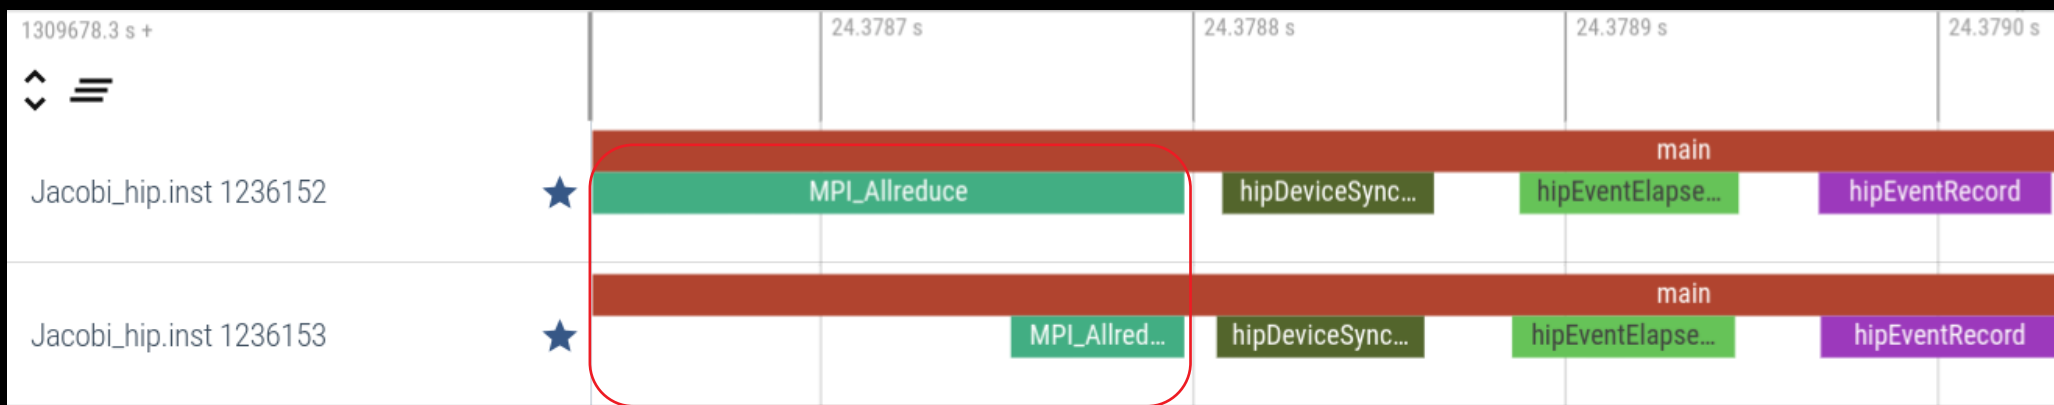 1309678.3 s +
24.3787 s
24.3788 s
24.3789 s
24.3790 s
main
Jacobi_hip.inst 1236152
MPI_Allreduce
hipDeviceSync...
hipEventElapse...
hipEventRecord
main
Jacobi_hip.inst 1236153
MPI_Allred...
hipDeviceSync...
hipEventElapse...
hipEventRecord